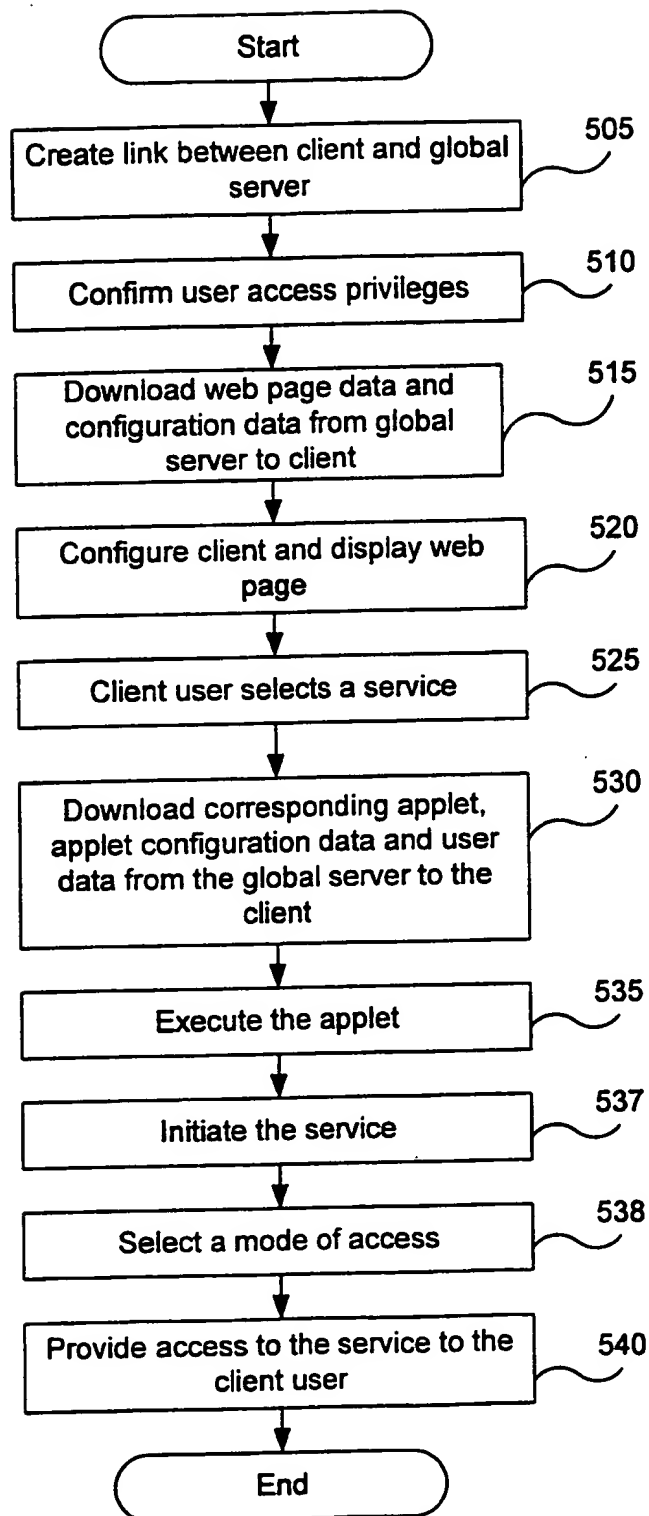 Start
505
Create link between client and global
server
510
Confirm user access privileges
515
Download web page data and
configuration data from global
server to client
520
Configure client and display web
page
525
Client user selects a service
530
Download corresponding applet,
applet configuration data and user
data from the global server to the
client
535
Execute the applet
537
Initiate the service
538
Select a mode of access
540
Provide access to the service to the
client user
End